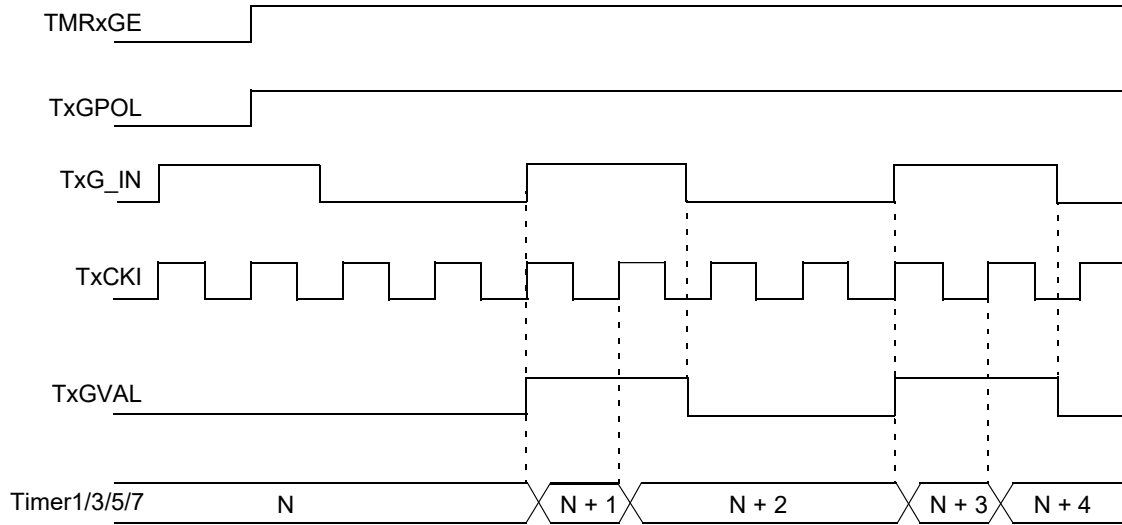 TMRxGE
TxGPOL
TxG_IN
TxCKI
TxGVAL
Timer1/3/5/7 N N + 1 N + 2 N + 3 N + 4